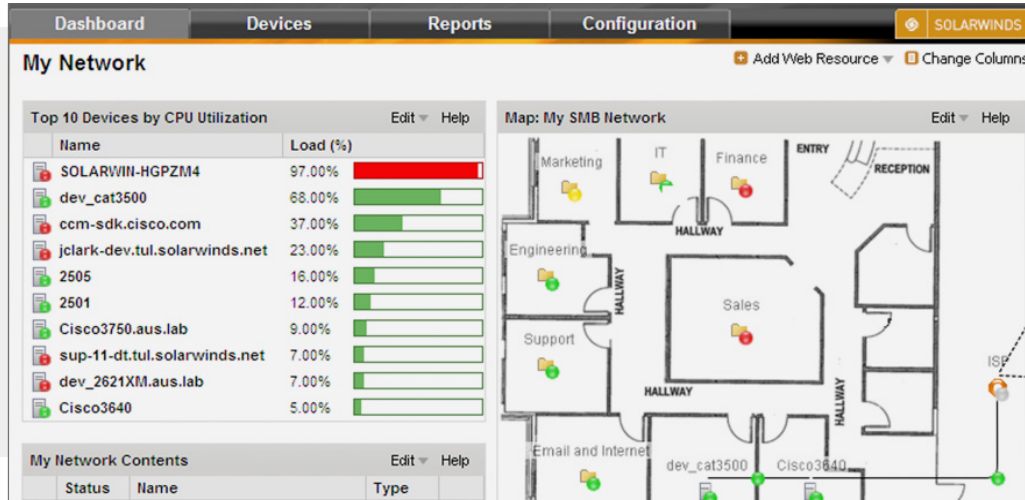 Dashboard Devices Reports Configuration SOLARWINDS
My Network
Add Web Resource Change Columns
Top 10 Devices by CPU Utilization Edit Help
Name Load (%)
SOLARWIN-HGPZM4 97.00%
dev_cat3500 68.00%
ccm-sdk.cisco.com 37.00%
jclark-dev.tul.solarwinds.net 23.00%
2505 16.00%
2501 12.00%
Cisco3750.aus.lab 9.00%
sup-11-dt.tul.solarwinds.net 7.00%
dev_2621XM.aus.lab 7.00%
Cisco3640 5.00%
My Network Contents Edit Help
Status Name Type
Map: My SMB Network Edit Help
Marketing IT Finance ENTRY
RECEPTION
HALLWAY
Engineering
HALLWAY
Sales
Support
ISP
HALLWAY
HALLWAY
Email and Internet
dev_cat3500 Cisco3640